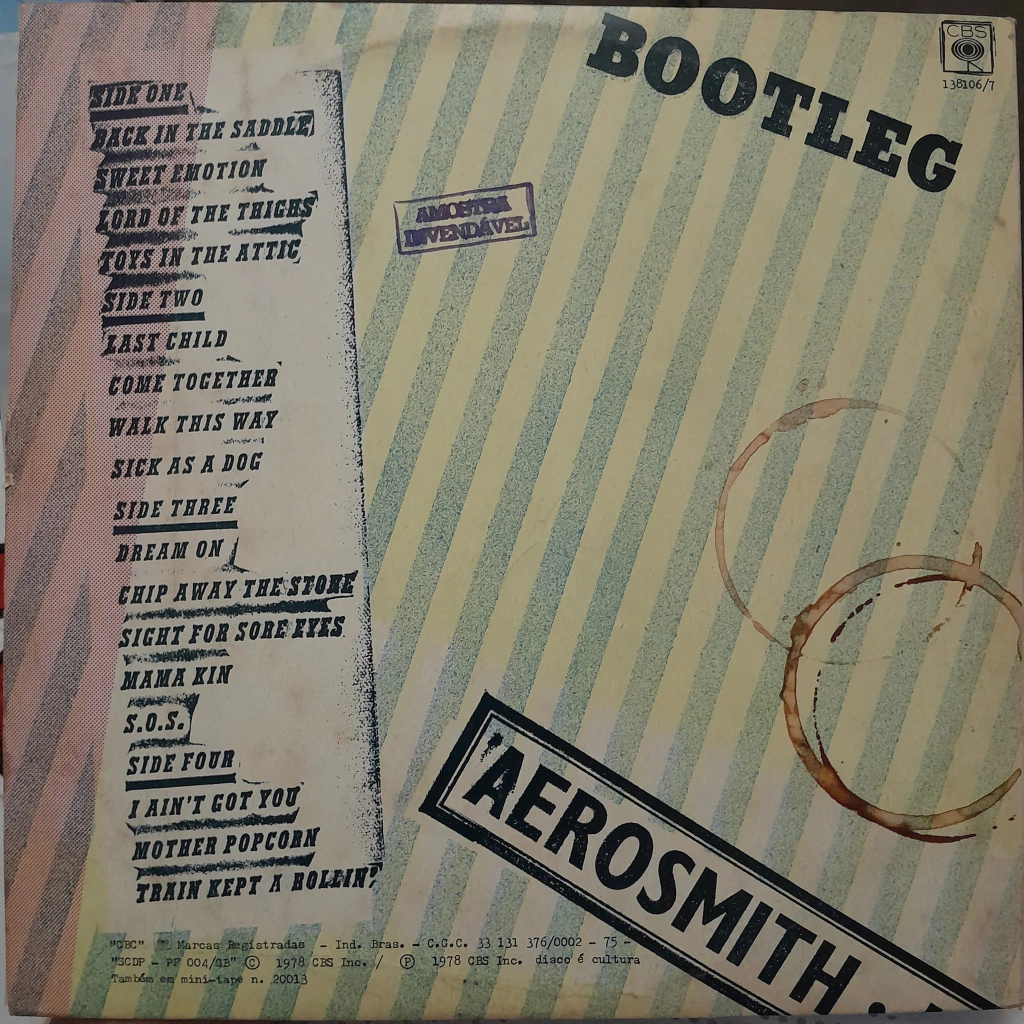 BOOTLEG
CBS
138106/7
SIDE ONE
BACK IN THE SADDLE
SWEET EMOTION
LORD OF THE THIGHS
TOYS IN THE ATTIC
SIDE TWO
LAST CHILD
COME TOGETHER
WALK THIS WAY
SICK AS A DOG
SIDE THREE
DREAM ON
CHIP AWAY THE STONE
SIGHT FOR SORE EYES
MAMA KIN
S.O.S.
SIDE FOUR
I AIN'T GOT YOU
MOTHER POPCORN
TRAIN KEPT A ROLLIN'
AMOSTRA
INVENDÁVEL
'AEROSMITH •
Marcas Registradas - Ind. Bras. - C.G.C. 33 131 376/0002 - 75 -
"SCDP - PF 004/GB" © 1978 CBS Inc. / ℗ 1978 CBS Inc. disco é cultura
Também em mini-tape n. 20013